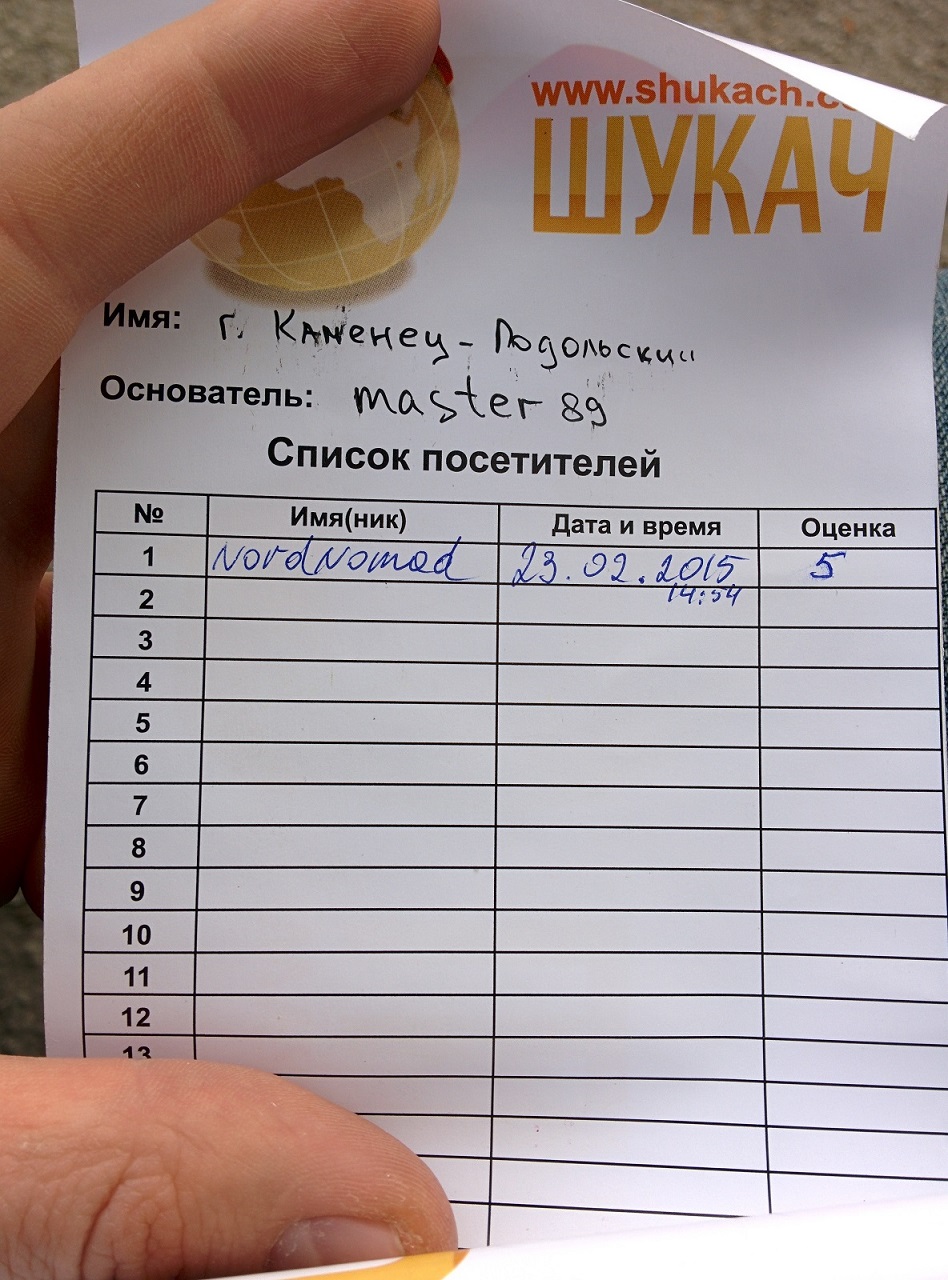 www.shukach.c
ШУКАЧ
Имя: г. Каменец-Подольский
Основатель: master 89
Список посетителей
№ Имя(ник) Дата и время Оценка
1 NordNomad 23.02.2015 5
2 14:54
3
4
5
6
7
8
9
10
11
12
13